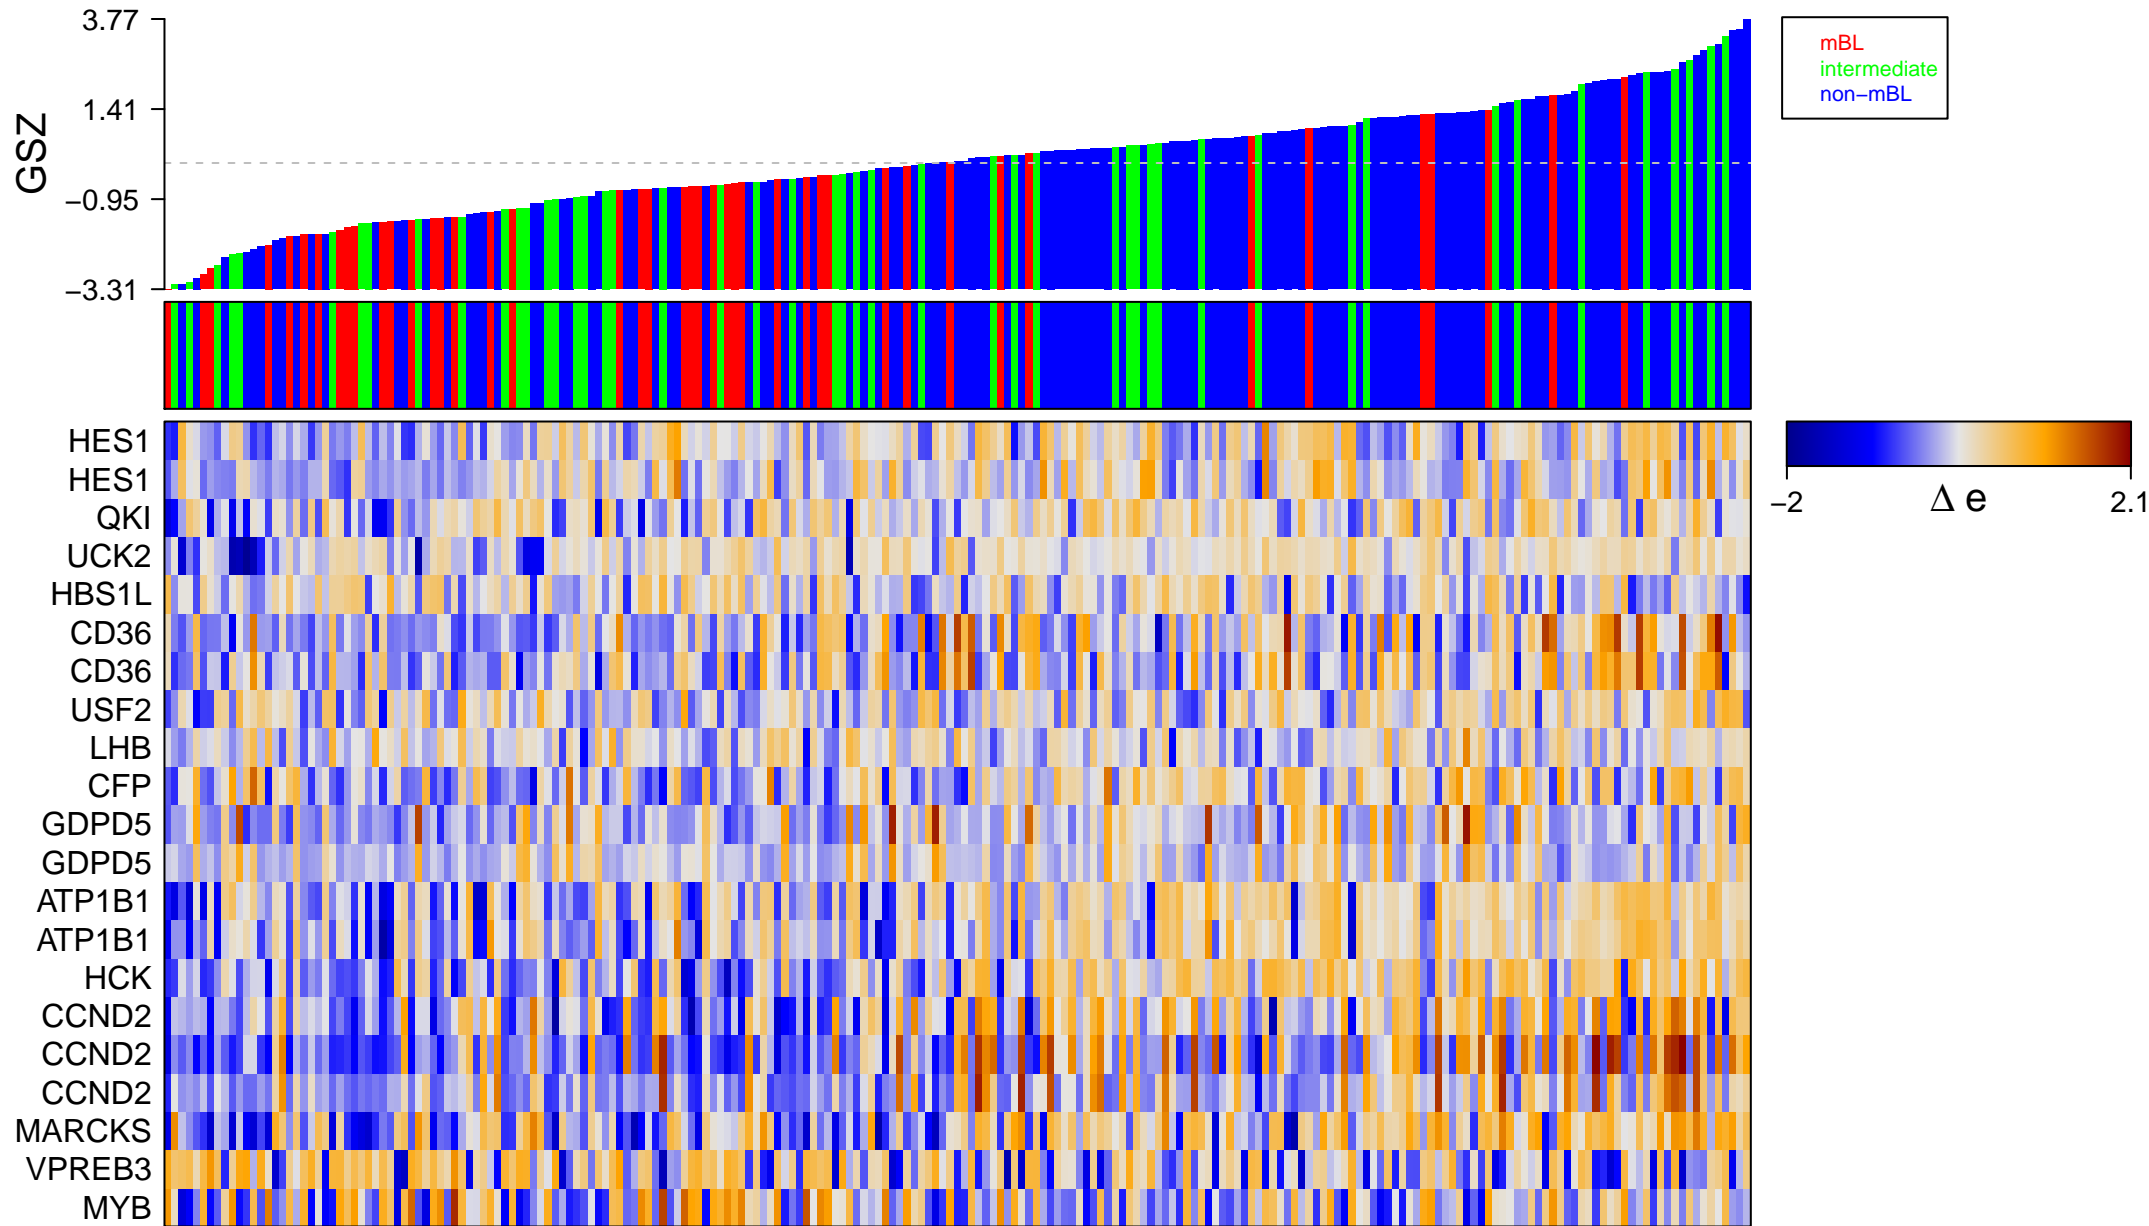 3.77
1.41
−0.95
−3.31
GSZ
mBL
intermediate
non−mBL
HES1
HES1
QKI
UCK2
HBS1L
CD36
CD36
USF2
LHB
CFP
GDPD5
GDPD5
ATP1B1
ATP1B1
HCK
CCND2
CCND2
CCND2
MARCKS
VPREB3
MYB
−2
Δ e
2.1